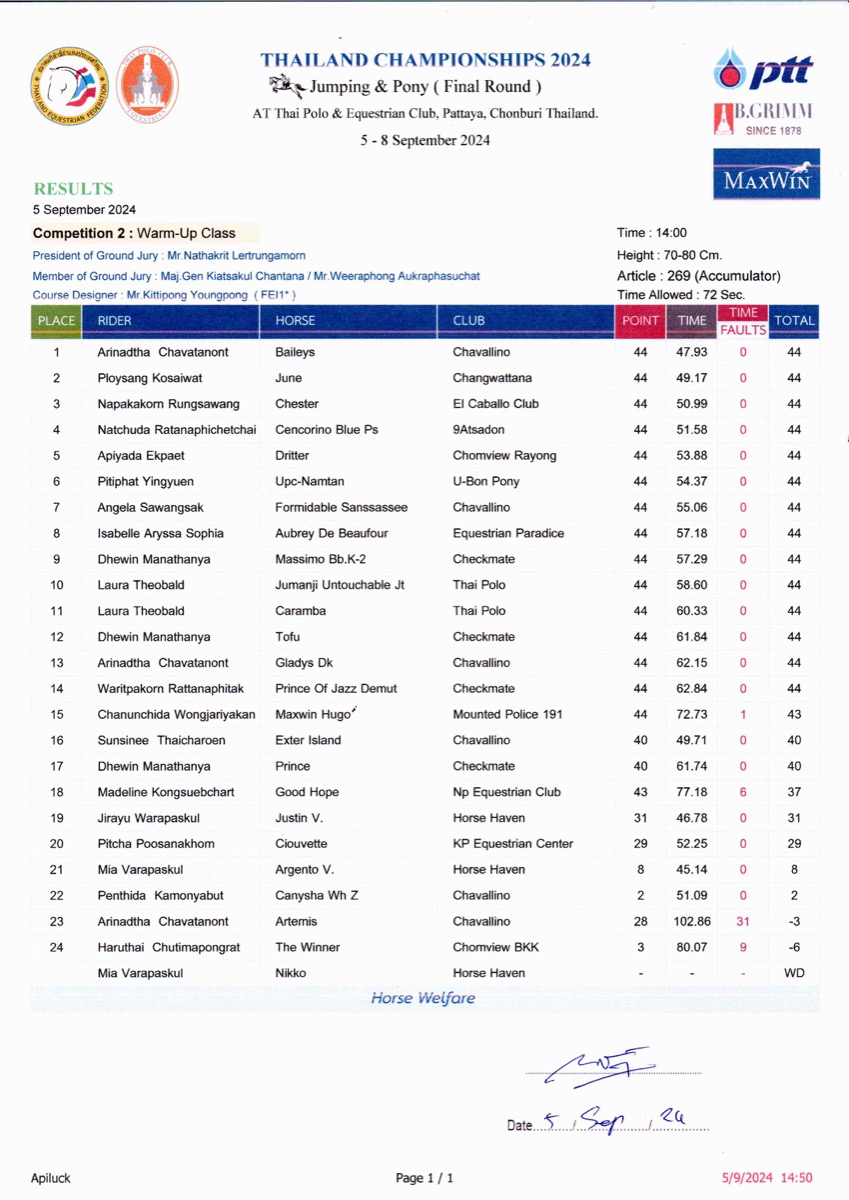 THAILAND CHAMPIONSHIPS 2024
Jumping & Pony ( Final Round )
AT Thai Polo & Equestrian Club, Pattaya, Chonburi Thailand.
5 - 8 September 2024
THAILAND EQUESTRIAN FEDERATION
THAI POLO CLUB
EQUESTRIAN
ptt
B.GRIMM
SINCE 1878
MAXWIN
RESULTS
5 September 2024
Competition 2 : Warm-Up Class Time : 14:00
President of Ground Jury : Mr.Nathakrit Lertrungamorn Height : 70-80 Cm.
Member of Ground Jury : Maj.Gen Kiatsakul Chantana / Mr.Weeraphong Aukraphasuchat Article : 269 (Accumulator)
Course Designer : Mr.Kittipong Youngpong ( FEI1* ) Time Allowed : 72 Sec.
PLACE RIDER HORSE CLUB POINT TIME TIME FAULTS TOTAL
1 Arinadtha Chavatanont Baileys Chavallino 44 47.93 0 44
2 Ploysang Kosaiwat June Changwattana 44 49.17 0 44
3 Napakakorn Rungsawang Chester El Caballo Club 44 50.99 0 44
4 Natchuda Ratanaphichetchai Cencorino Blue Ps 9Atsadon 44 51.58 0 44
5 Apiyada Ekpaet Dritter Chomview Rayong 44 53.88 0 44
6 Pitiphat Yingyuen Upc-Namtan U-Bon Pony 44 54.37 0 44
7 Angela Sawangsak Formidable Sanssassee Chavallino 44 55.06 0 44
8 Isabelle Aryssa Sophia Aubrey De Beaufour Equestrian Paradice 44 57.18 0 44
9 Dhewin Manathanya Massimo Bb.K-2 Checkmate 44 57.29 0 44
10 Laura Theobald Jumanji Untouchable Jt Thai Polo 44 58.60 0 44
11 Laura Theobald Caramba Thai Polo 44 60.33 0 44
12 Dhewin Manathanya Tofu Checkmate 44 61.84 0 44
13 Arinadtha Chavatanont Gladys Dk Chavallino 44 62.15 0 44
14 Waritpakorn Rattanaphitak Prince Of Jazz Demut Checkmate 44 62.84 0 44
15 Chanunchida Wongjariyakan Maxwin Hugo Mounted Police 191 44 72.73 1 43
16 Sunsinee Thaicharoen Exter Island Chavallino 40 49.71 0 40
17 Dhewin Manathanya Prince Checkmate 40 61.74 0 40
18 Madeline Kongsuebchart Good Hope Np Equestrian Club 43 77.18 6 37
19 Jirayu Warapaskul Justin V. Horse Haven 31 46.78 0 31
20 Pitcha Poosanakhom Ciouvette KP Equestrian Center 29 52.25 0 29
21 Mia Varapaskul Argento V. Horse Haven 8 45.14 0 8
22 Penthida Kamonyabut Canysha Wh Z Chavallino 2 51.09 0 2
23 Arinadtha Chavatanont Artemis Chavallino 28 102.86 31 -3
24 Haruthai Chutimapongrat The Winner Chomview BKK 3 80.07 9 -6
Mia Varapaskul Nikko Horse Haven - - - WD
Horse Welfare
Date 5 / Sep / 24
Apiluck Page 1 / 1 5/9/2024 14:50